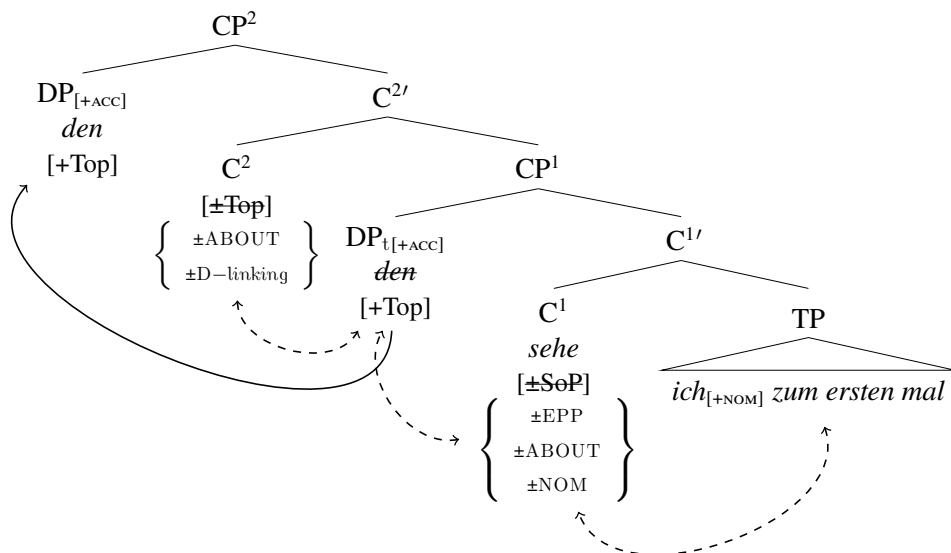 CP²
DP[+ACC]
den
[+Top]
C²′
C²
[±Top]
±ABOUT
±D−linking
CP¹
DPt[+ACC]
den
[+Top]
C¹′
C¹
sehe
[±SoP]
±EPP
±ABOUT
±NOM
TP
ich[+NOM] zum ersten mal